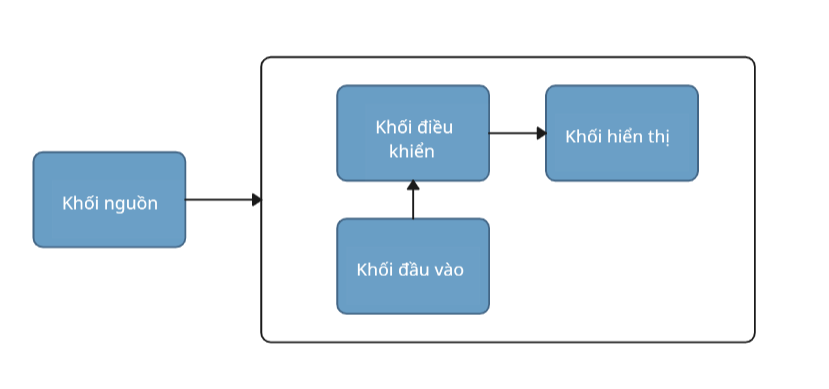 Khối điều
khiển
Khối hiển thị
Khối nguồn
Khối đầu vào